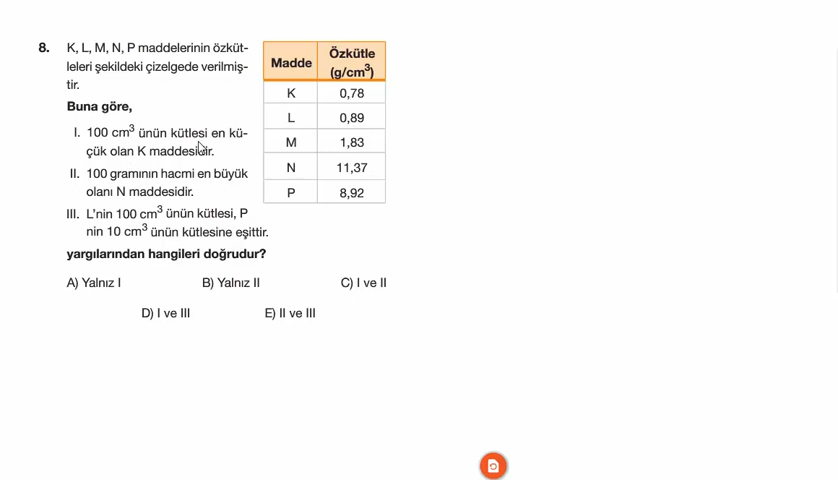 8. K, L, M, N, P maddelerinin özküt-
leleri şekildeki çizelgede verilmiş-
tir.
Buna göre,
I. 100 cm³ ünün kütlesi en kü-
çük olan K maddesidir.
II. 100 gramının hacmi en büyük
olanı N maddesidir.
III. L'nin 100 cm³ ünün kütlesi, P
nin 10 cm³ ünün kütlesine eşittir.
yargılarından hangileri doğrudur?
Madde Özkütle (g/cm³)
K 0,78
L 0,89
M 1,83
N 11,37
P 8,92
A) Yalnız I B) Yalnız II C) I ve II
D) I ve III E) II ve III